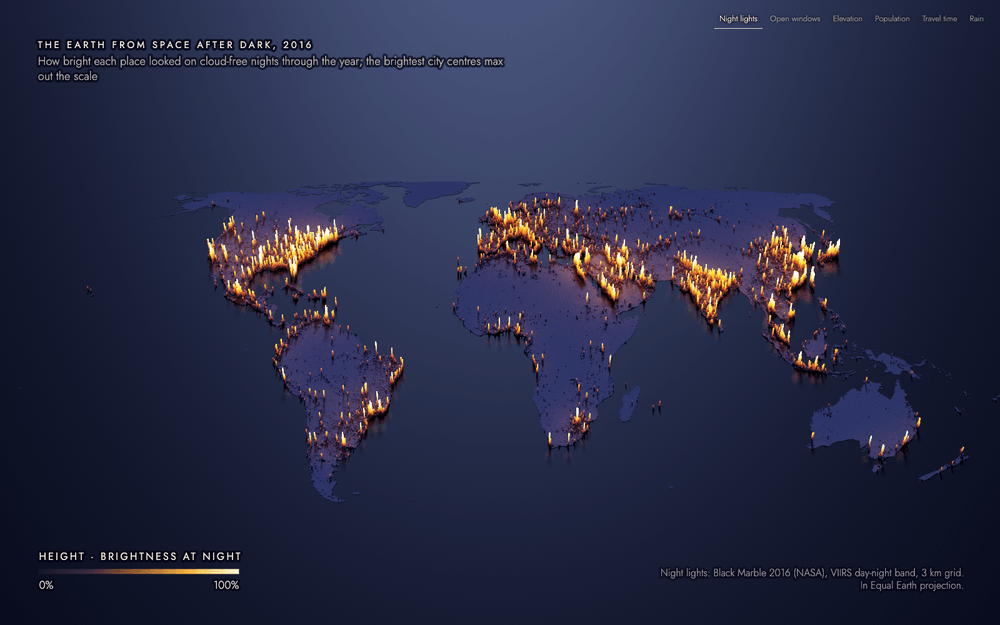 Night lights Open windows Elevation Population Travel time Rain
THE EARTH FROM SPACE AFTER DARK, 2016
How bright each place looked on cloud-free nights through the year; the brightest city centres max
out the scale
HEIGHT - BRIGHTNESS AT NIGHT
0% 100%
Night lights: Black Marble 2016 (NASA), VIIRS day-night band, 3 km grid.
In Equal Earth projection.